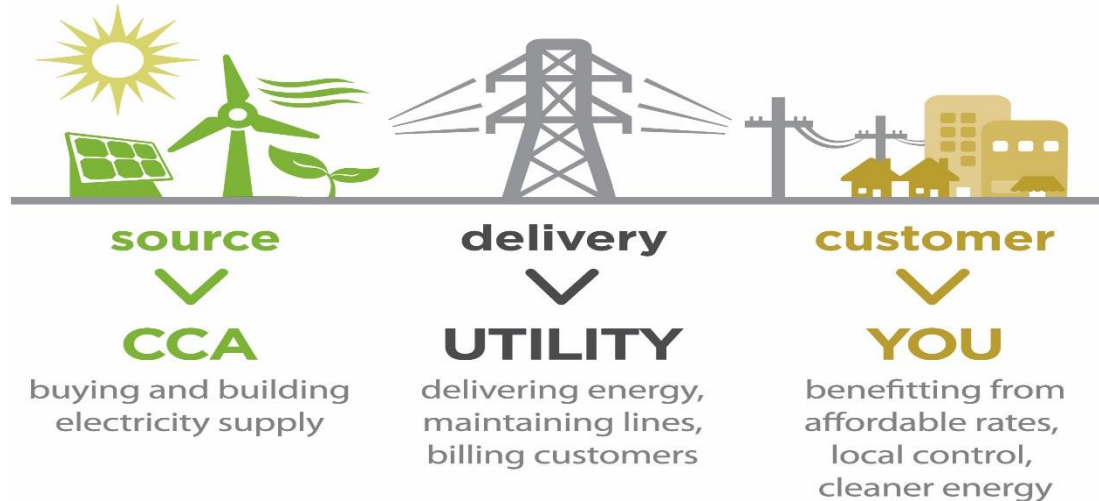 source
CCA
buying and building
electricity supply
delivery
UTILITY
delivering energy,
maintaining lines,
billing customers
customer
YOU
benefitting from
affordable rates,
local control,
cleaner energy